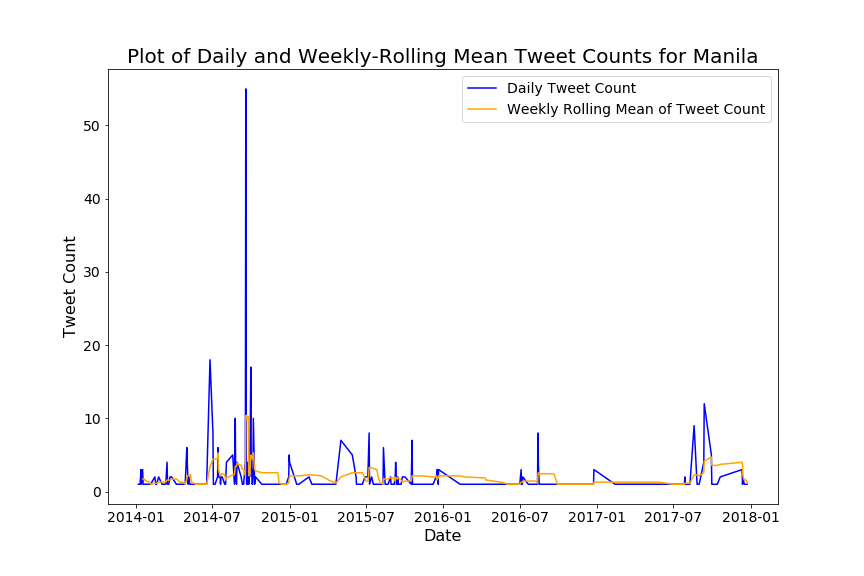 Plot of Daily and Weekly-Rolling Mean Tweet Counts for Manila
Daily Tweet Count
Weekly Rolling Mean of Tweet Count
50
40
30
20
10
0
Tweet Count
2014-01 2014-07 2015-01 2015-07 2016-01 2016-07 2017-01 2017-07 2018-01
Date